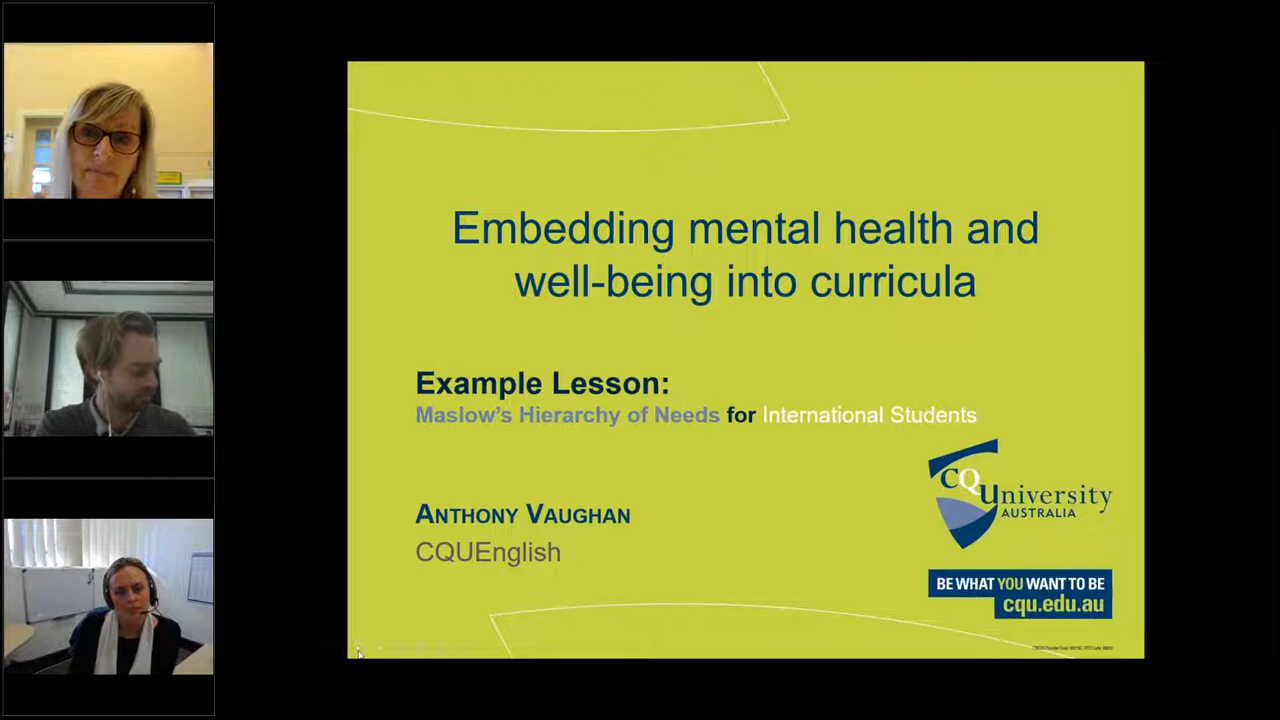 Embedding mental health and
well-being into curricula
Example Lesson:
Maslow's Hierarchy of Needs for International Students
CQUniversity
AUSTRALIA
ANTHONY VAUGHAN
CQUEnglish
BE WHAT YOU WANT TO BE
cqu.edu.au